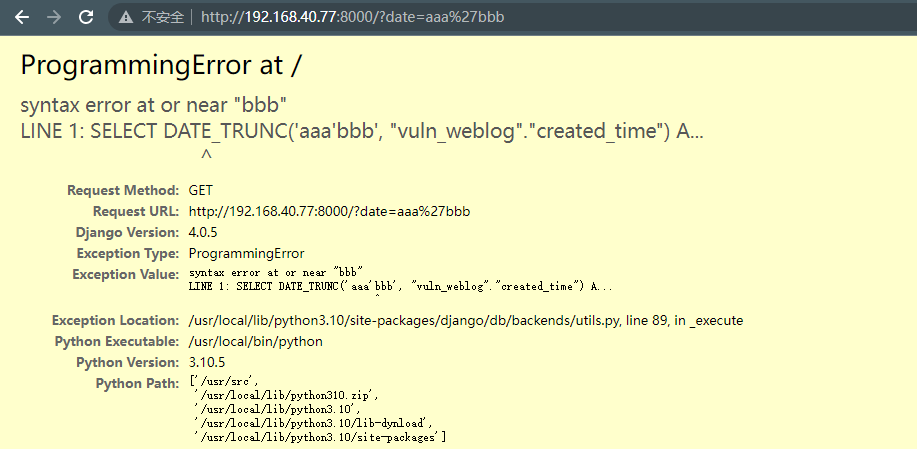 不安全 | http://192.168.40.77:8000/?date=aaa%27bbb
ProgrammingError at /
syntax error at or near "bbb"
LINE 1: SELECT DATE_TRUNC('aaa'bbb', "vuln_weblog"."created_time") A...
^
Request Method: GET
Request URL: http://192.168.40.77:8000/?date=aaa%27bbb
Django Version: 4.0.5
Exception Type: ProgrammingError
Exception Value: syntax error at or near "bbb"
LINE 1: SELECT DATE_TRUNC('aaa'bbb', "vuln_weblog"."created_time") A...
^
Exception Location: /usr/local/lib/python3.10/site-packages/django/db/backends/utils.py, line 89, in _execute
Python Executable: /usr/local/bin/python
Python Version: 3.10.5
Python Path: ['/usr/src',
'/usr/local/lib/python310.zip',
'/usr/local/lib/python3.10',
'/usr/local/lib/python3.10/lib-dynload',
'/usr/local/lib/python3.10/site-packages']